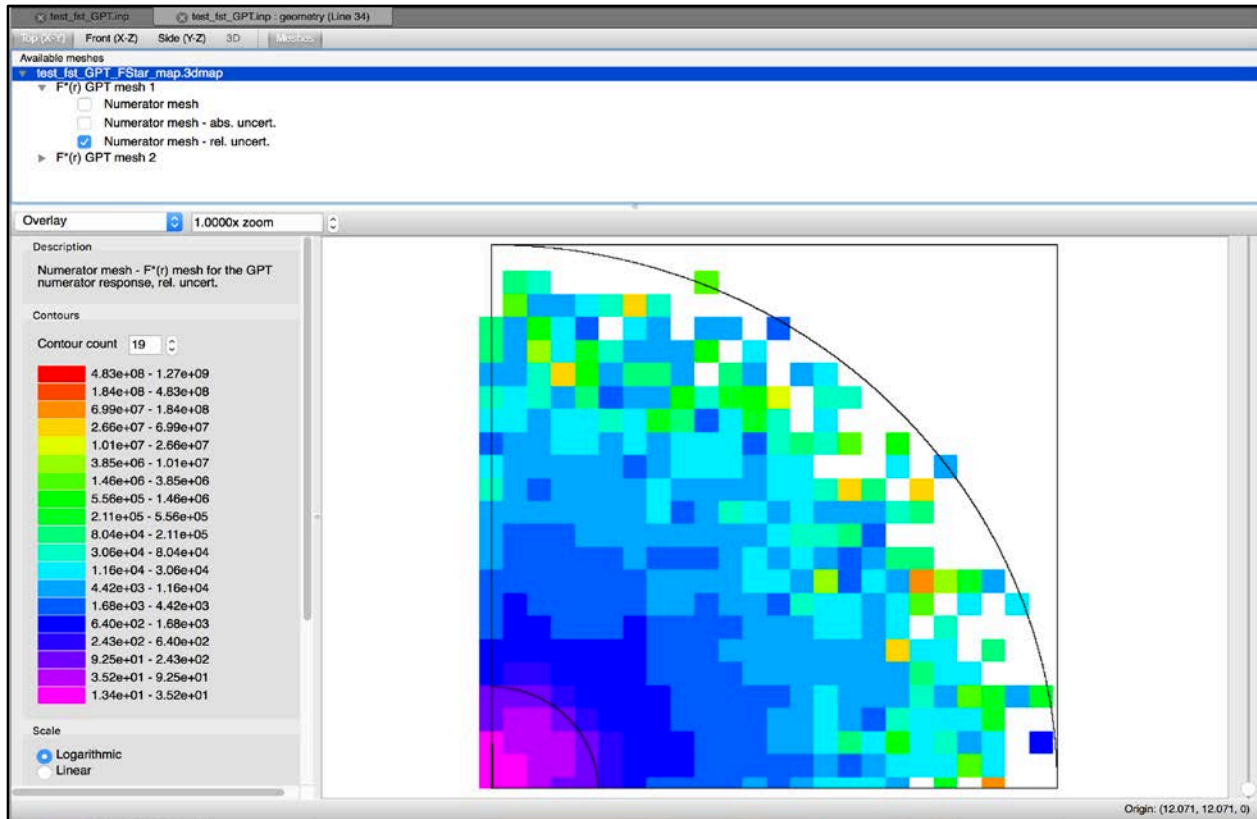 test_fst_GPT.inp
test_fst_GPT.inp : geometry (Line 34)
Top (X-Y) Front (X-Z) Side (Y-Z) 3D Meshes
Available meshes
test_fst_GPT_FStar_map.3dmap
F*(r) GPT mesh 1
Numerator mesh
Numerator mesh - abs. uncert.
Numerator mesh - rel. uncert.
F*(r) GPT mesh 2
Overlay 1.0000x zoom
Description
Numerator mesh - F*(r) mesh for the GPT
numerator response, rel. uncert.
Contours
Contour count 19
4.83e+08 - 1.27e+09
1.84e+08 - 4.83e+08
6.99e+07 - 1.84e+08
2.66e+07 - 6.99e+07
1.01e+07 - 2.66e+07
3.85e+06 - 1.01e+07
1.46e+06 - 3.85e+06
5.56e+05 - 1.46e+06
2.11e+05 - 5.56e+05
8.04e+04 - 2.11e+05
3.06e+04 - 8.04e+04
1.16e+04 - 3.06e+04
4.42e+03 - 1.16e+04
1.68e+03 - 4.42e+03
6.40e+02 - 1.68e+03
2.43e+02 - 6.40e+02
9.25e+01 - 2.43e+02
3.52e+01 - 9.25e+01
1.34e+01 - 3.52e+01
Scale
Logarithmic
Linear
Origin: (12.071, 12.071, 0)